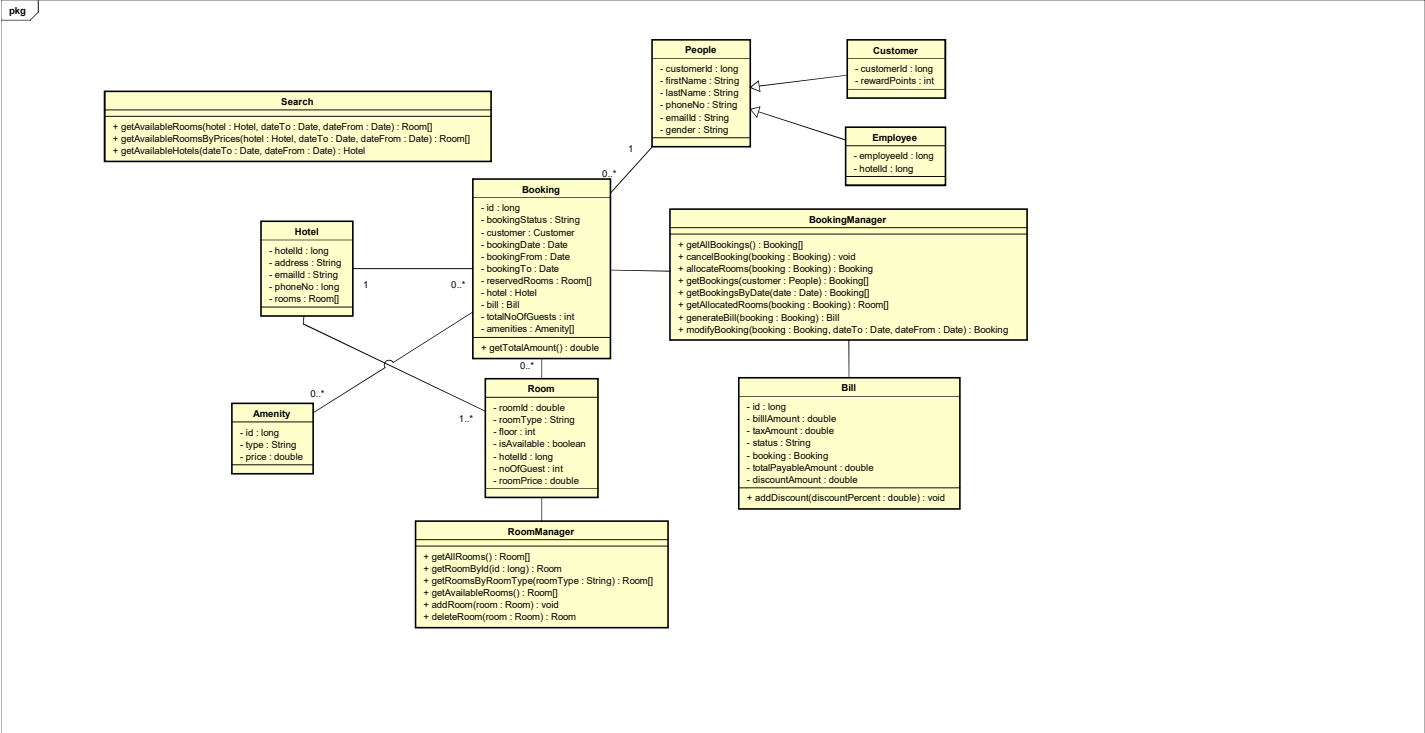 pkg
People
- customerId : long
- firstName : String
- lastName : String
- phoneNo : String
- emailId : String
- gender : String
Customer
- customerId : long
- rewardPoints : int
Search
+ getAvailableRooms(hotel : Hotel, dateTo : Date, dateFrom : Date) : Room[]
+ getAvailableRoomsByPrices(hotel : Hotel, dateTo : Date, dateFrom : Date) : Room[]
+ getAvailableHotels(dateTo : Date, dateFrom : Date) : Hotel
Employee
- employeeId : long
- hotelId : long
1
0..*
Booking
- id : long
- bookingStatus : String
- customer : Customer
- bookingDate : Date
- bookingFrom : Date
- bookingTo : Date
- reservedRooms : Room[]
- hotel : Hotel
- bill : Bill
- totalNoOfGuests : int
- amenities : Amenity[]
+ getTotalAmount() : double
Hotel
- hotelId : long
- address : String
- emailId : String
- phoneNo : long
- rooms : Room[]
1
0..*
BookingManager
+ getAllBookings() : Booking[]
+ cancelBooking(booking : Booking) : void
+ allocateRooms(booking : Booking) : Booking
+ getBookings(customer : People) : Booking[]
+ getBookingsByDate(date : Date) : Booking[]
+ getAllocatedRooms(booking : Booking) : Room[]
+ generateBill(booking : Booking) : Bill
+ modifyBooking(booking : Booking, dateTo : Date, dateFrom : Date) : Booking
0..*
0..*
1..*
Amenity
- id : long
- type : String
- price : double
Room
- roomId : double
- roomType : String
- floor : int
- isAvailable : boolean
- hotelId : long
- noOfGuest : int
- roomPrice : double
Bill
- id : long
- billlAmount : double
- taxAmount : double
- status : String
- booking : Booking
- totalPayableAmount : double
- discountAmount : double
+ addDiscount(discountPercent : double) : void
RoomManager
+ getAllRooms() : Room[]
+ getRoomById(id : long) : Room
+ getRoomsByRoomType(roomType : String) : Room[]
+ getAvailableRooms() : Room[]
+ addRoom(room : Room) : void
+ deleteRoom(room : Room) : Room